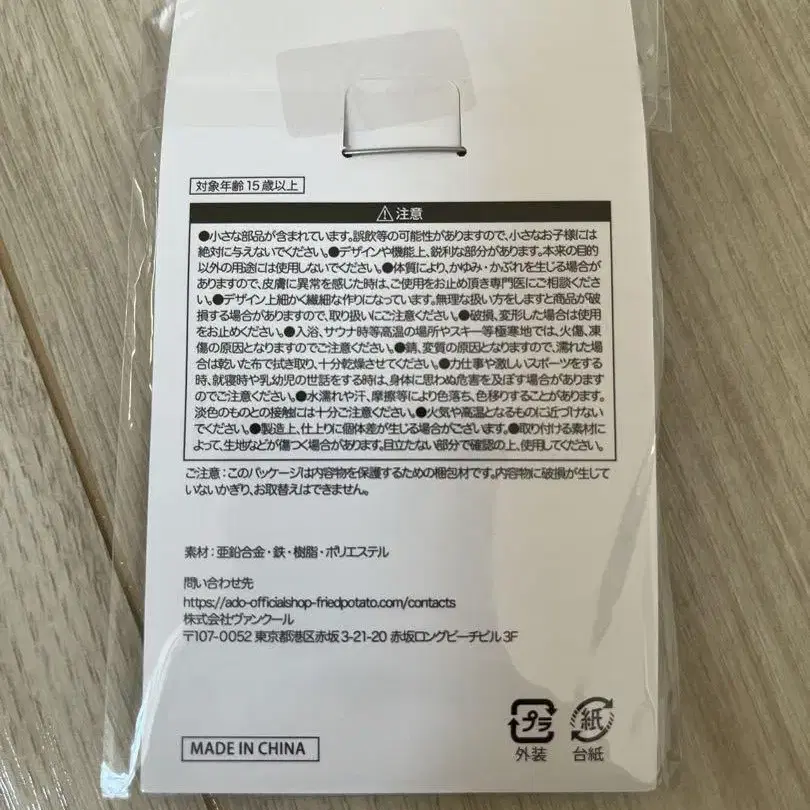 対象年齢15歳以上
⚠注意
●小さな部品が含まれています。誤飲等の可能性がありますので、小さなお子様には
絶対に与えないでください。●デザインや機能上、鋭利な部分があります。本来の目的
以外の用途には使用しないでください。●体質により、かゆみ・かぶれを生じる場合が
ありますので、皮膚に異常を感じた時は、ご使用をお止め頂き専門医にご相談くださ
い。●デザイン上細かく繊細な作りになっています。無理な扱い方をしますと商品が破
損する場合がありますので、取り扱いにご注意ください。●破損、変形した場合は使用
をお止めください。●入浴、サウナ時等高温の場所やスキー等極寒地では、火傷、凍
傷の原因となりますのでご注意ください。●錆、変質の原因となりますので、濡れた場
合は乾いた布で拭き取り、十分乾燥させてください。●力仕事や激しいスポーツをする
時、就寝時や乳幼児の世話をする時は、身体に思わぬ危害を及ぼす場合があります
のでご注意ください。●水濡れや汗、摩擦等により色落ち、色移りすることがあります。
淡色のものとの接触には十分ご注意ください。●火気や高温となるものに近づけない
でください。●製造上、仕上りに個体差が生じる場合がございます。●取り付ける素材に
よって、生地などが傷つく場合があります。目立たない部分で確認の上、使用してください。
ご注意：このパッケージは内容物を保護するための梱包材です。内容物に破損が生じて
いないかぎり、お取替えはできません。
素材：亜鉛合金・鉄・樹脂・ポリエステル
問い合わせ先
https://ado-officialshop-friedpotato.com/contacts
株式会社ヴァンクール
〒107-0052 東京都港区赤坂 3-21-20 赤坂ロングビーチビル 3F
プラ 紙
外装 台紙
MADE IN CHINA